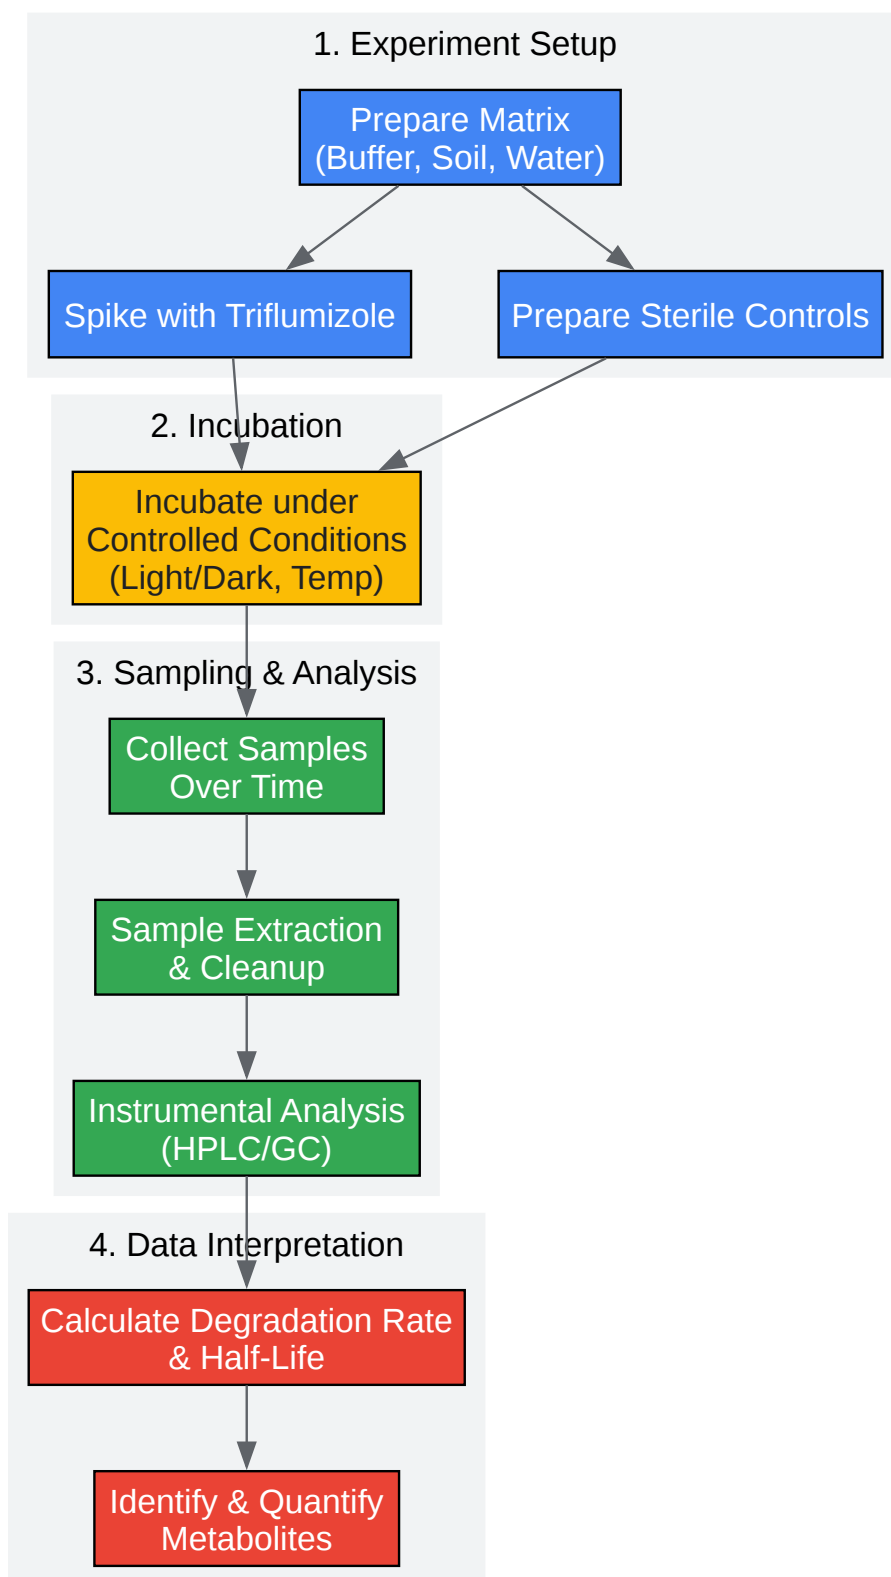 1. Experiment Setup
Prepare Matrix
(Buffer, Soil, Water)
Spike with Triflumizole
Prepare Sterile Controls
2. Incubation
Incubate under
Controlled Conditions
(Light/Dark, Temp)
3. Sampling & Analysis
Collect Samples
Over Time
Sample Extraction
& Cleanup
Instrumental Analysis
(HPLC/GC)
4. Data Interpretation
Calculate Degradation Rate
& Half-Life
Identify & Quantify
Metabolites